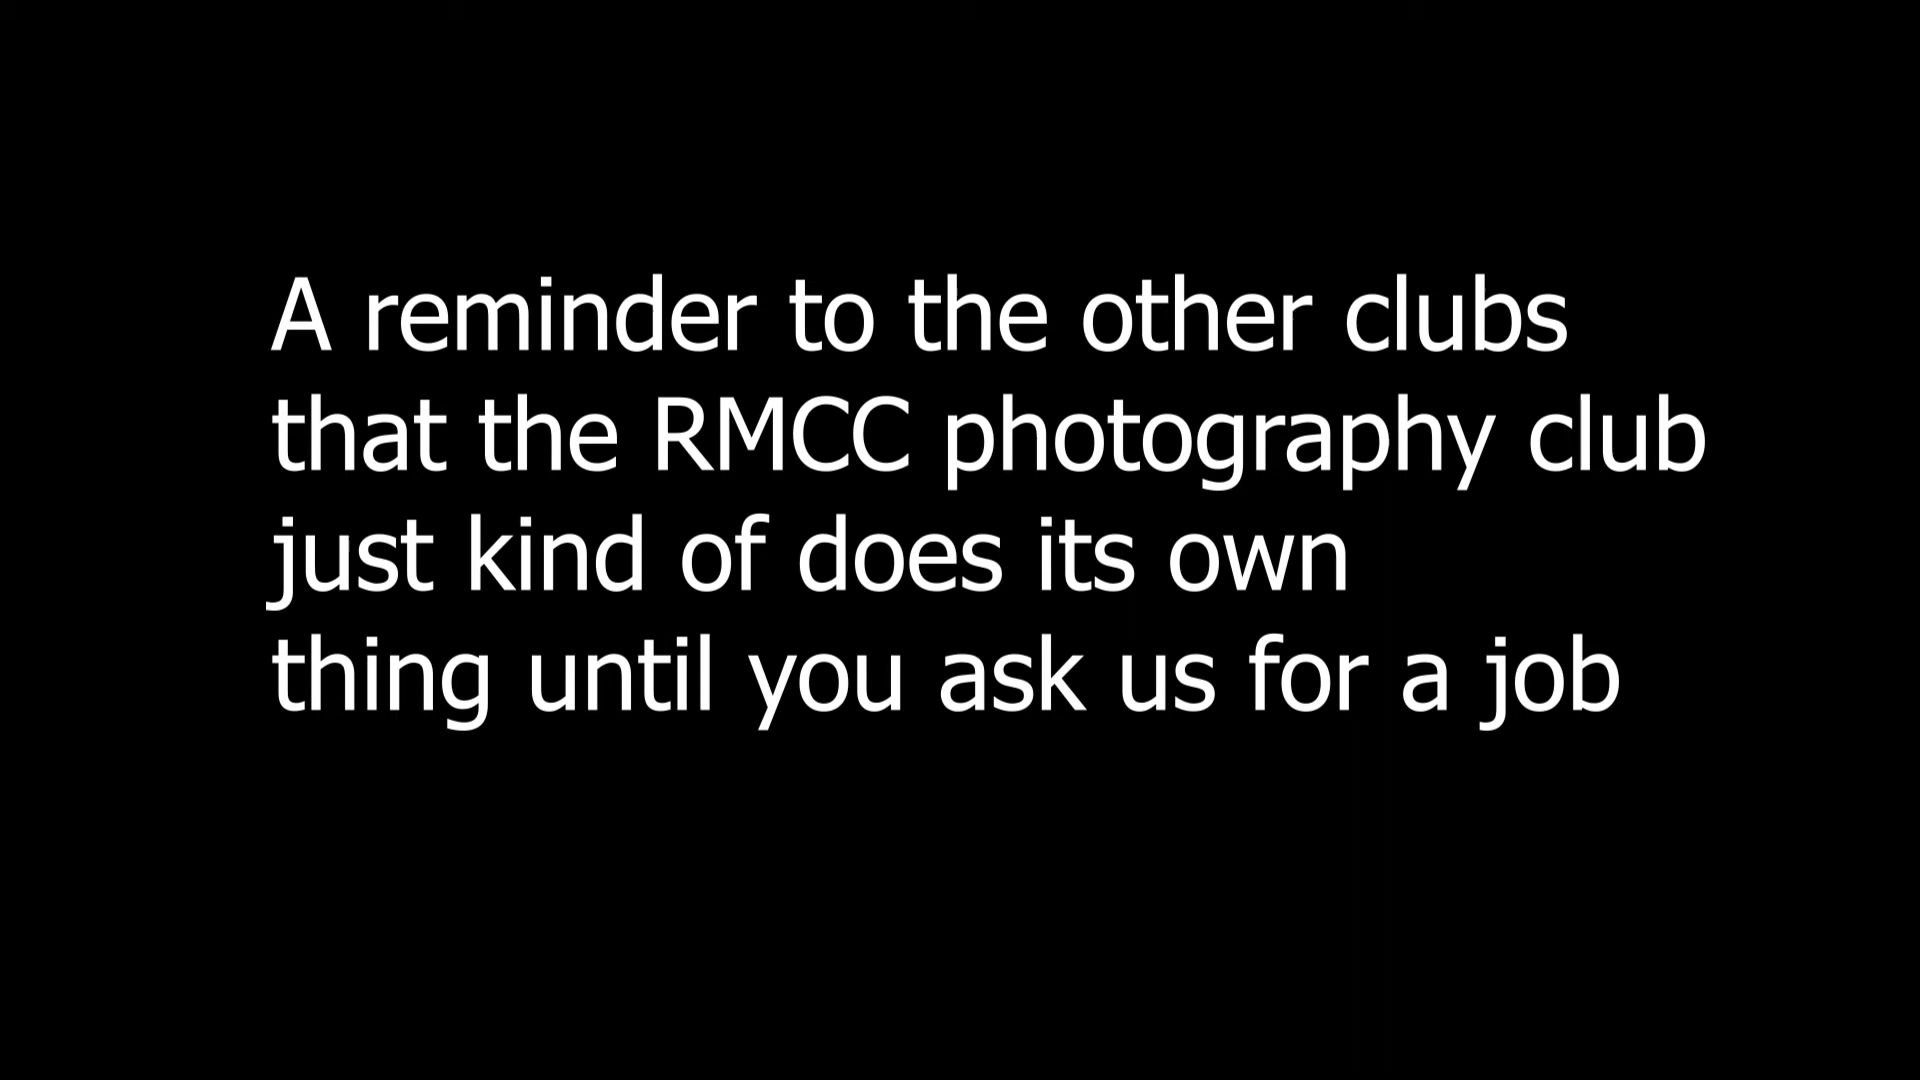 A reminder to the other clubs
that the RMCC photography club
just kind of does its own
thing until you ask us for a job